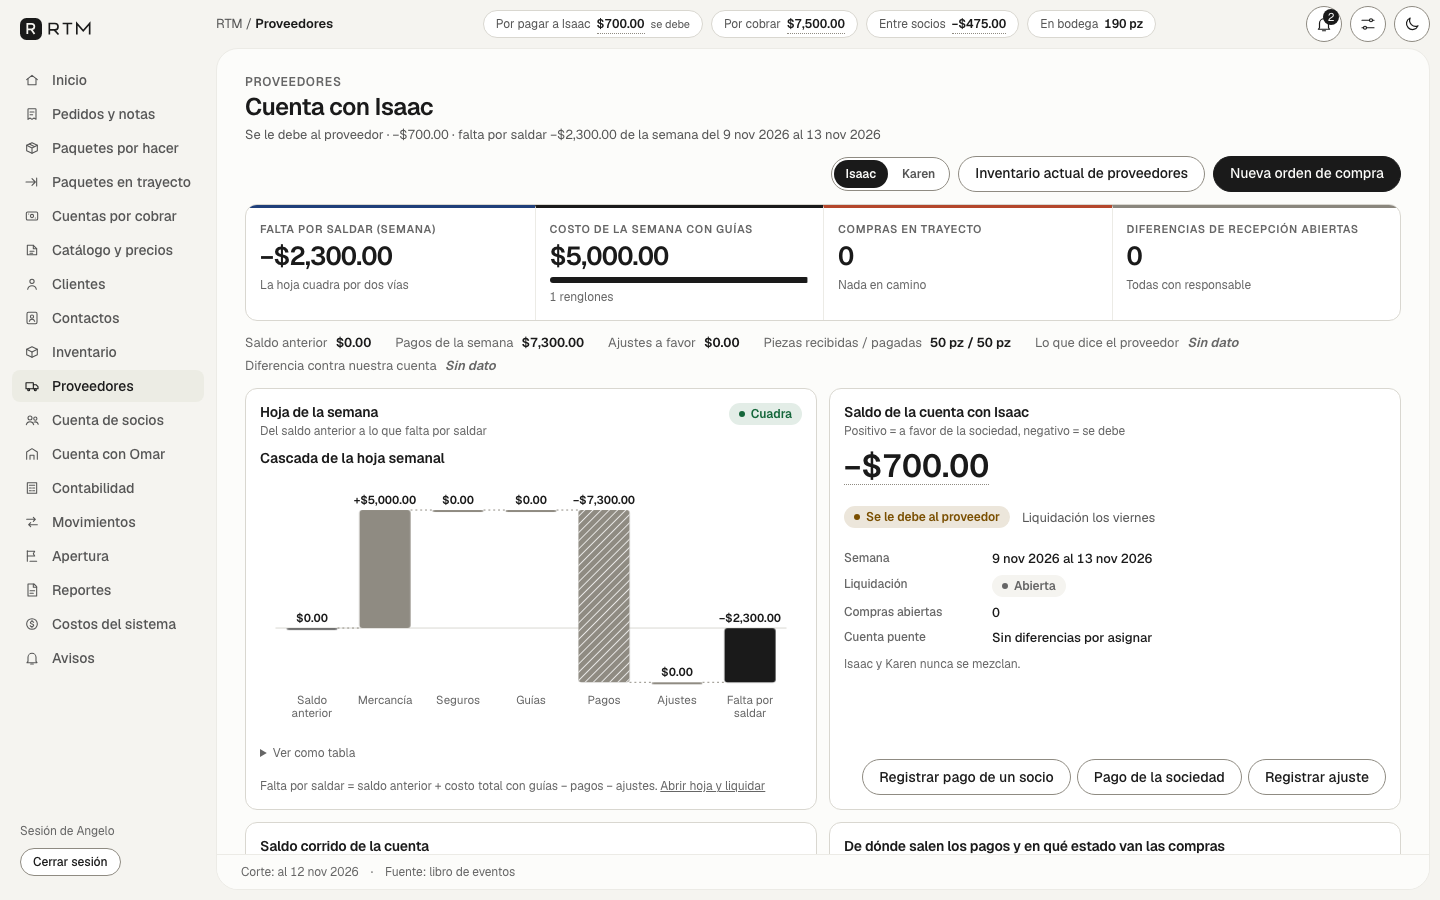 R RTM
RTM / Proveedores
Por pagar a Isaac $700.00 se debe
Por cobrar $7,500.00
Entre socios −$475.00
En bodega 190 pz
2
Inicio
Pedidos y notas
Paquetes por hacer
Paquetes en trayecto
Cuentas por cobrar
Catálogo y precios
Clientes
Contactos
Inventario
Proveedores
Cuenta de socios
Cuenta con Omar
Contabilidad
Movimientos
Apertura
Reportes
Costos del sistema
Avisos
Sesión de Angelo
Cerrar sesión
PROVEEDORES
Cuenta con Isaac
Se le debe al proveedor · −$700.00 · falta por saldar −$2,300.00 de la semana del 9 nov 2026 al 13 nov 2026
Isaac Karen
Inventario actual de proveedores
Nueva orden de compra
FALTA POR SALDAR (SEMANA)
−$2,300.00
La hoja cuadra por dos vías
COSTO DE LA SEMANA CON GUÍAS
$5,000.00
1 renglones
COMPRAS EN TRAYECTO
0
Nada en camino
DIFERENCIAS DE RECEPCIÓN ABIERTAS
0
Todas con responsable
Saldo anterior $0.00 Pagos de la semana $7,300.00 Ajustes a favor $0.00 Piezas recibidas / pagadas 50 pz / 50 pz Lo que dice el proveedor Sin dato
Diferencia contra nuestra cuenta Sin dato
Hoja de la semana
Cuadra
Del saldo anterior a lo que falta por saldar
Cascada de la hoja semanal
+$5,000.00 $0.00 $0.00 −$7,300.00
$0.00 −$2,300.00
$0.00
Saldo anterior
Mercancía
Seguros
Guías
Pagos
Ajustes
Falta por saldar
Ver como tabla
Falta por saldar = saldo anterior + costo total con guías − pagos − ajustes. Abrir hoja y liquidar
Saldo de la cuenta con Isaac
Positivo = a favor de la sociedad, negativo = se debe
−$700.00
Se le debe al proveedor Liquidación los viernes
Semana 9 nov 2026 al 13 nov 2026
Liquidación Abierta
Compras abiertas 0
Cuenta puente Sin diferencias por asignar
Isaac y Karen nunca se mezclan.
Registrar pago de un socio
Pago de la sociedad
Registrar ajuste
Saldo corrido de la cuenta
De dónde salen los pagos y en qué estado van las compras
Corte: al 12 nov 2026 · Fuente: libro de eventos